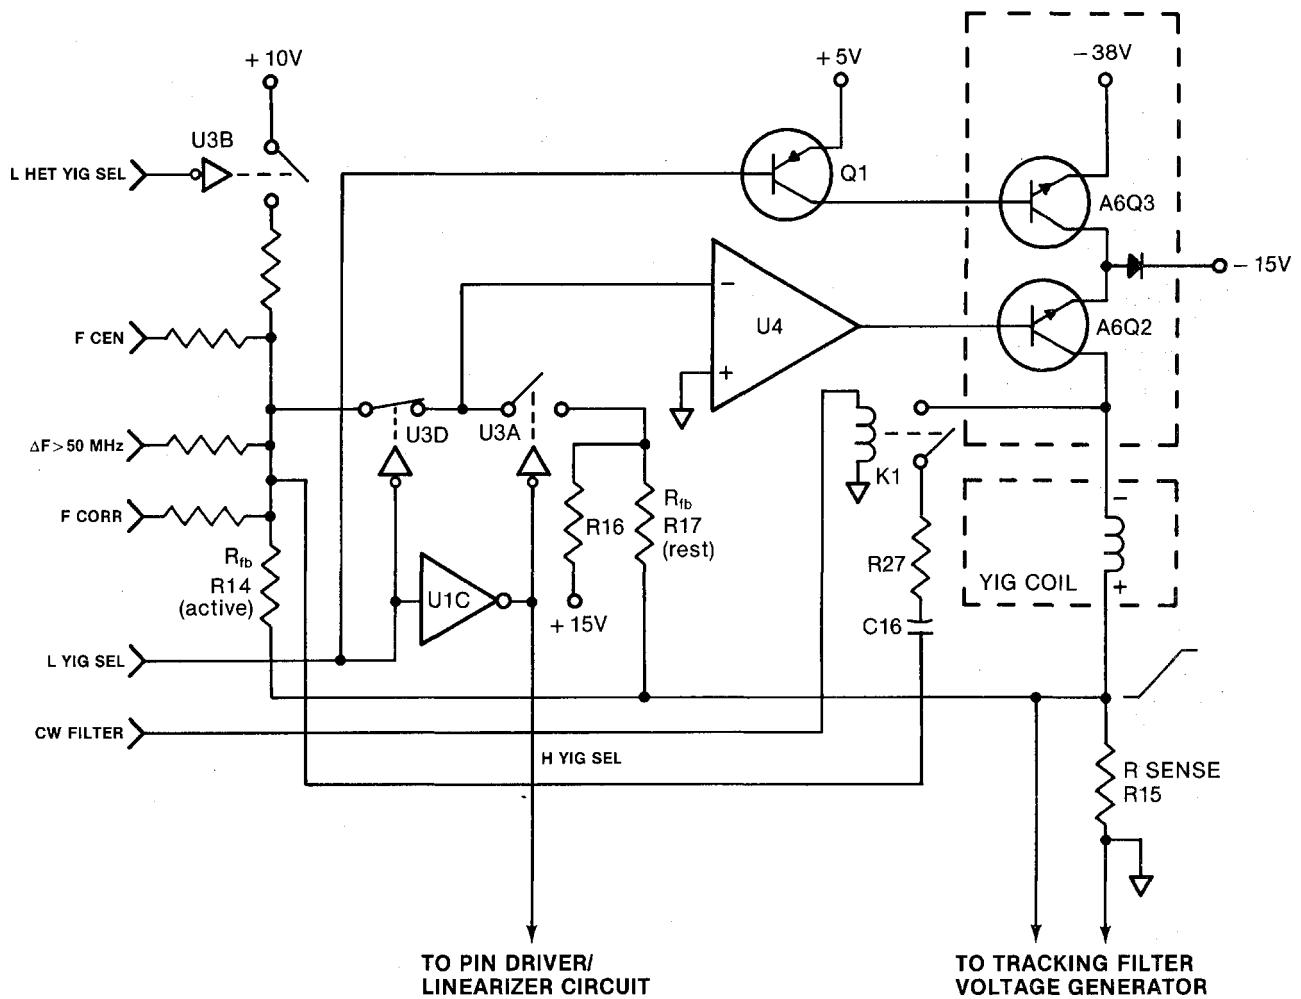 + 10V
+ 5V
− 38V
U3B
L HET YIG SEL
Q1
A6Q3
− 15V
−
U4
+
F CEN
A6Q2
U3D
U3A
ΔF > 50 MHz
K1
−
F CORR
Rfb
R17
(rest)
R16
Rfb
R14
(active)
R27
YIG COIL
+
U1C
+ 15V
C16
L YIG SEL
CW FILTER
H YIG SEL
R SENSE
R15
TO PIN DRIVER/
LINEARIZER CIRCUIT
TO TRACKING FILTER
VOLTAGE GENERATOR